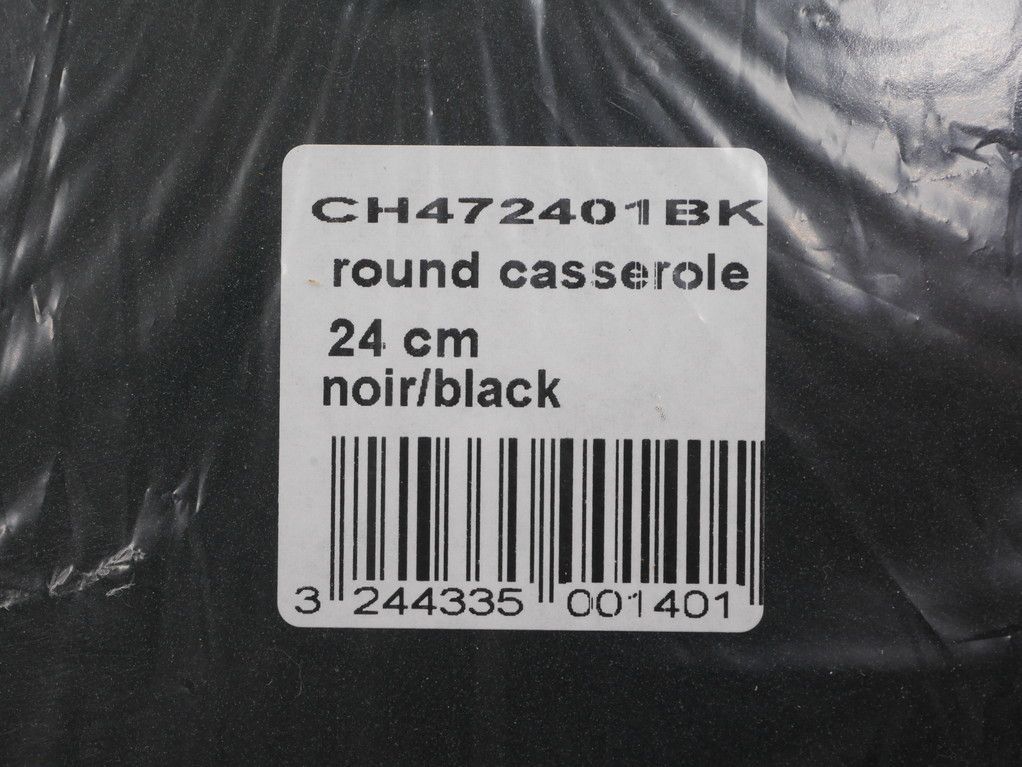 CH472401BK
round casserole
24 cm
noir/black
3 244335 001401